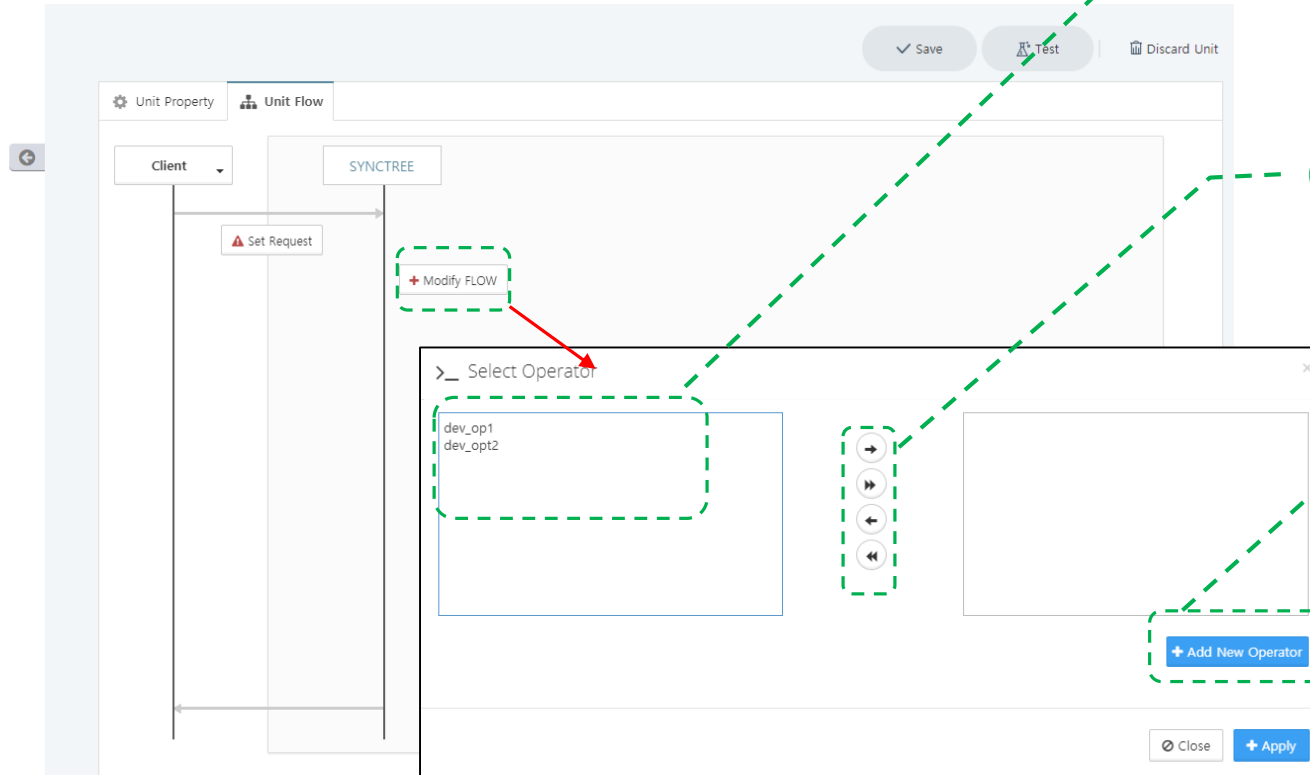 Save
Test
Discard Unit
Unit Property
Unit Flow
Client
SYNCTREE
Set Request
+ Modify FLOW
>_ Select Operator
dev_op1
dev_opt2
+ Add New Operator
Close
+ Apply